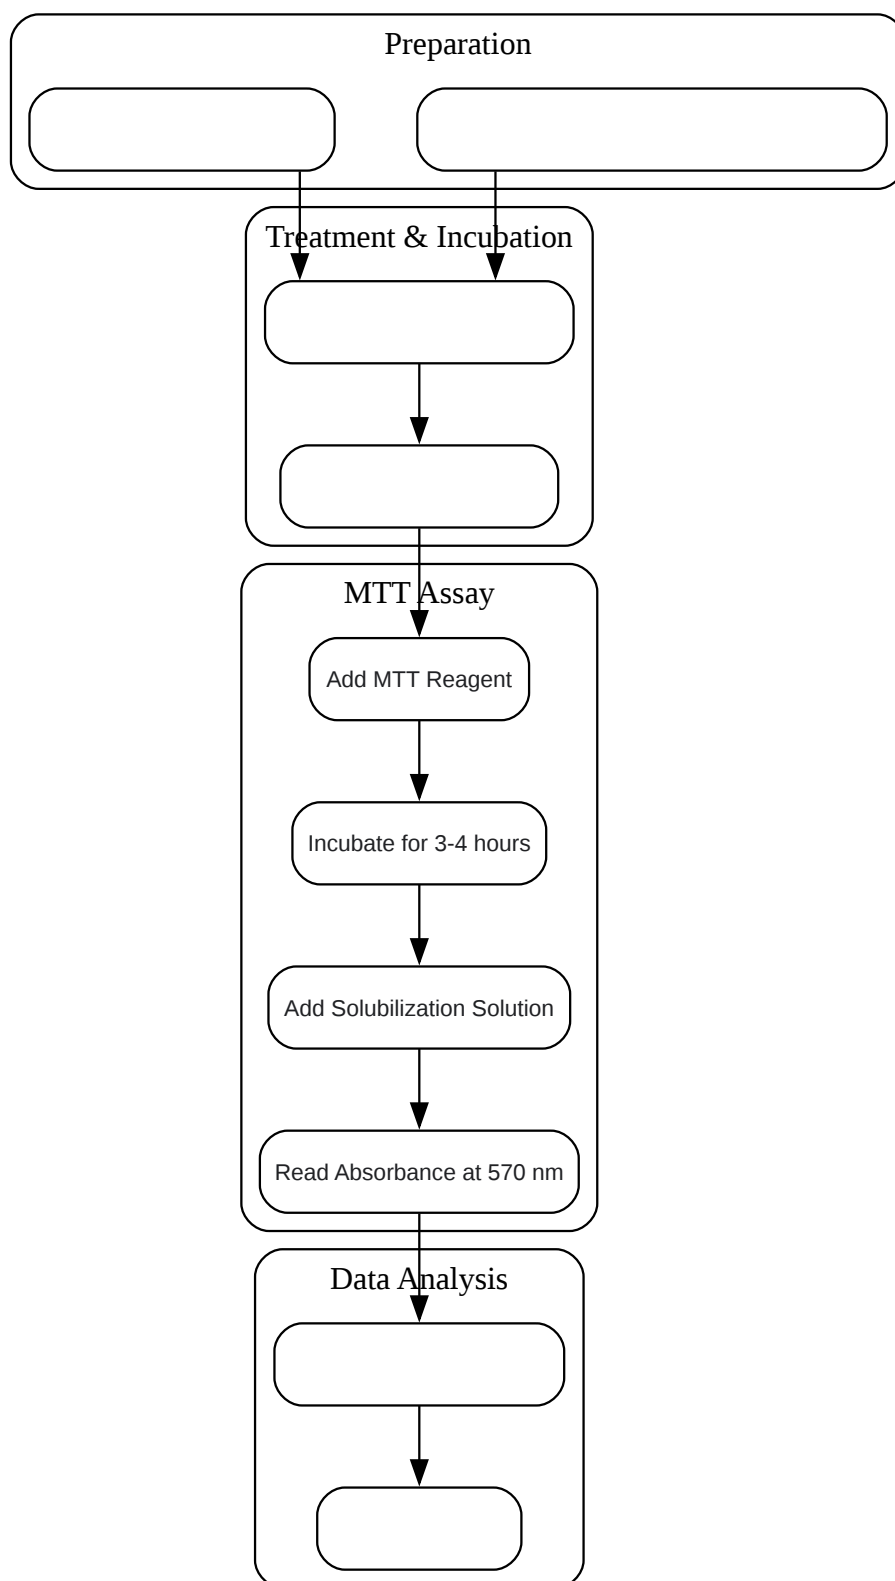 Preparation
Treatment & Incubation
MTT Assay
Add MTT Reagent
Incubate for 3-4 hours
Add Solubilization Solution
Read Absorbance at 570 nm
Data Analysis